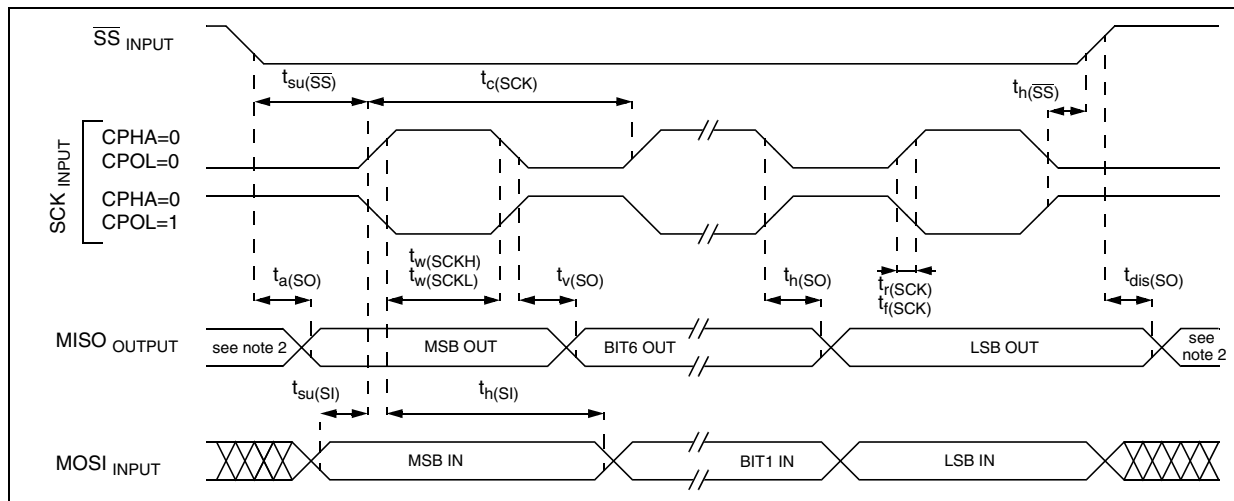 SS INPUT
tsu(SS)
tc(SCK)
th(SS)
SCK INPUT
CPHA=0
CPOL=0
CPHA=0
CPOL=1
ta(SO)
tw(SCKH)
tw(SCKL)
tv(SO)
th(SO)
tr(SCK)
tf(SCK)
tdis(SO)
MISO OUTPUT
see note 2
MSB OUT
BIT6 OUT
LSB OUT
see
note 2
tsu(SI)
th(SI)
MOSI INPUT
MSB IN
BIT1 IN
LSB IN